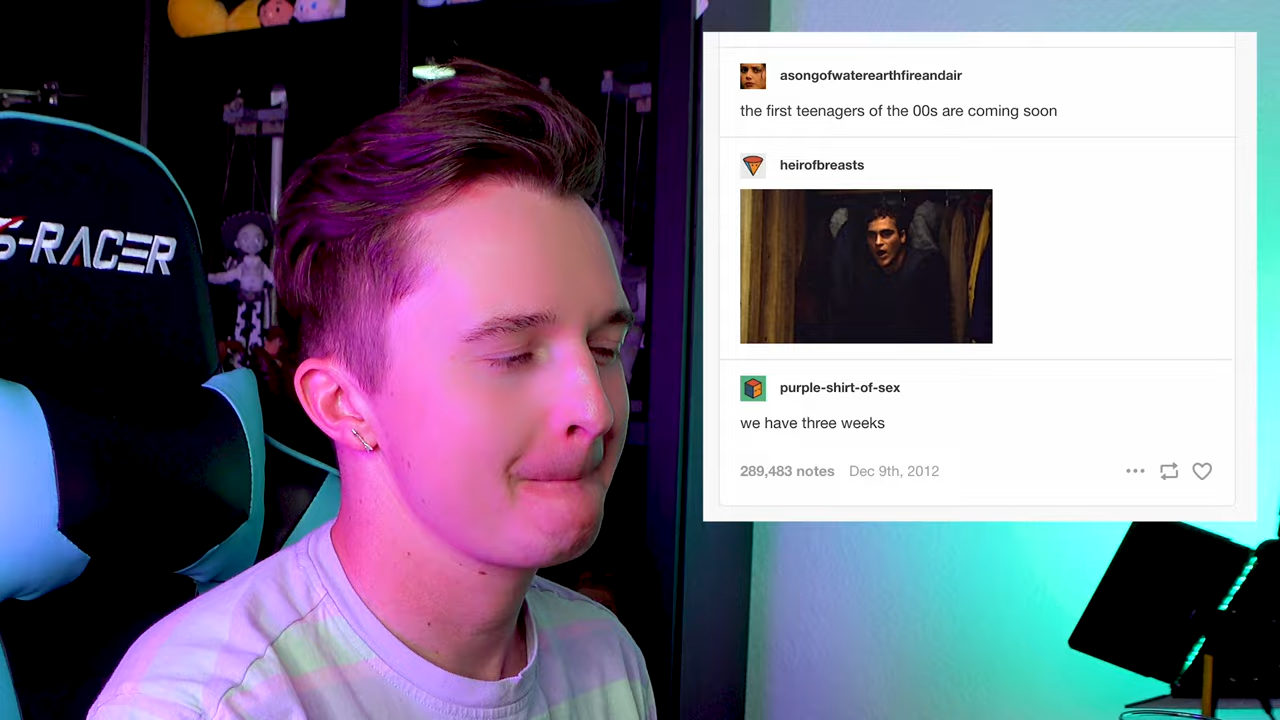 S-RACER
asongofwaterearthfireandair
the first teenagers of the 00s are coming soon
heirofbreasts
purple-shirt-of-sex
we have three weeks
289,483 notes Dec 9th, 2012